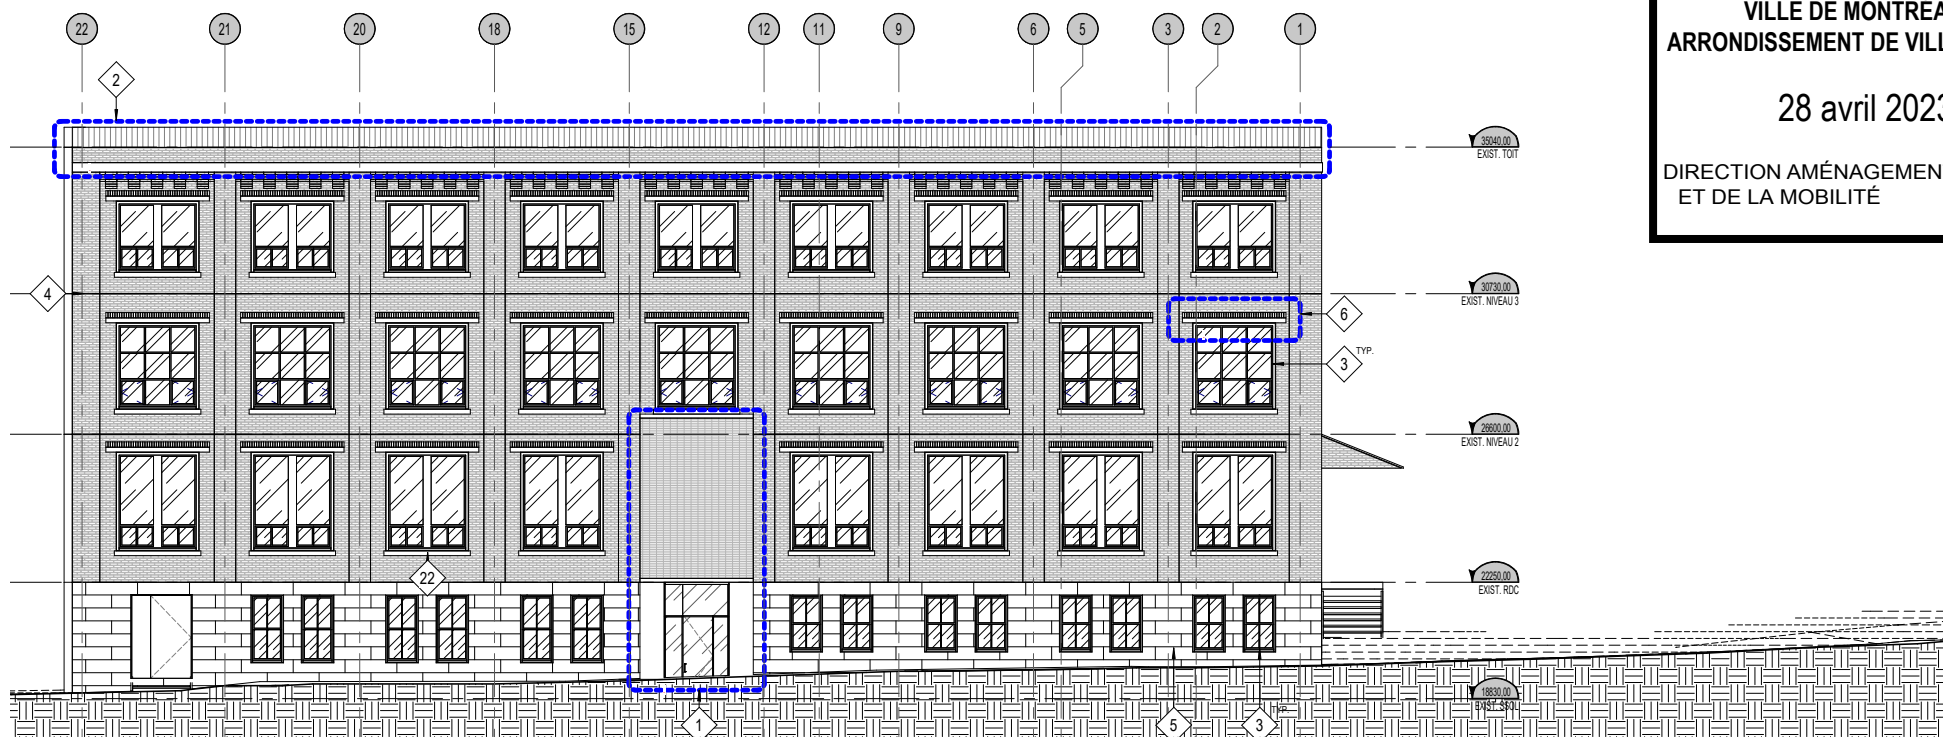 22 21 20 18 15 12 11 9 6 5 3 2 1
VILLE DE MONTREA
ARRONDISSEMENT DE VILL
28 avril 2023
DIRECTION AMÉNAGEMEN
ET DE LA MOBILITÉ
2
35040,00
EXIST. TOIT
4
30730,00
EXIST. NIVEAU 3
6
TYP.
3
26600,00
EXIST. NIVEAU 2
22
22250,00
EXIST. RDC
18830,00
EXIST. SSOL
1
5
3
TYP.